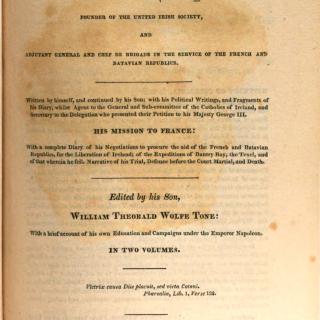 FOUNDER OF THE UNITED IRISH SOCIETY,
AND
ADJUTANT GENERAL AND CHEF DE BRIGADE IN THE SERVICE OF THE FRENCH AND
BATAVIAN REPUBLICS.
Written by himself, and continued by his Son; with his Political Writings, and Fragments of
his Diary, whilst Agent to the General and Sub-committee of the Catholics of Ireland, and
Secretary to the Delegation who presented their Petition to his Majesty George III.
HIS MISSION TO FRANCE:
With a complete Diary of his Negotiations to procure the aid of the French and Batavian
Republics, for the Liberation of Ireland; of the Expeditions of Bantry Bay, the Texel, and
of that wherein he fell. Narrative of his Trial, Defence before the Court Martial, and Death.
Edited by his Son,
WILLIAM THEOBALD WOLFE TONE:
With a brief account of his own Education and Campaigns under the Emperor Napoleon.
IN TWO VOLUMES.
Victrix causa Diis placuit, sed victa Catoni.
Pharsalia, Lib. 1, Verse 128.